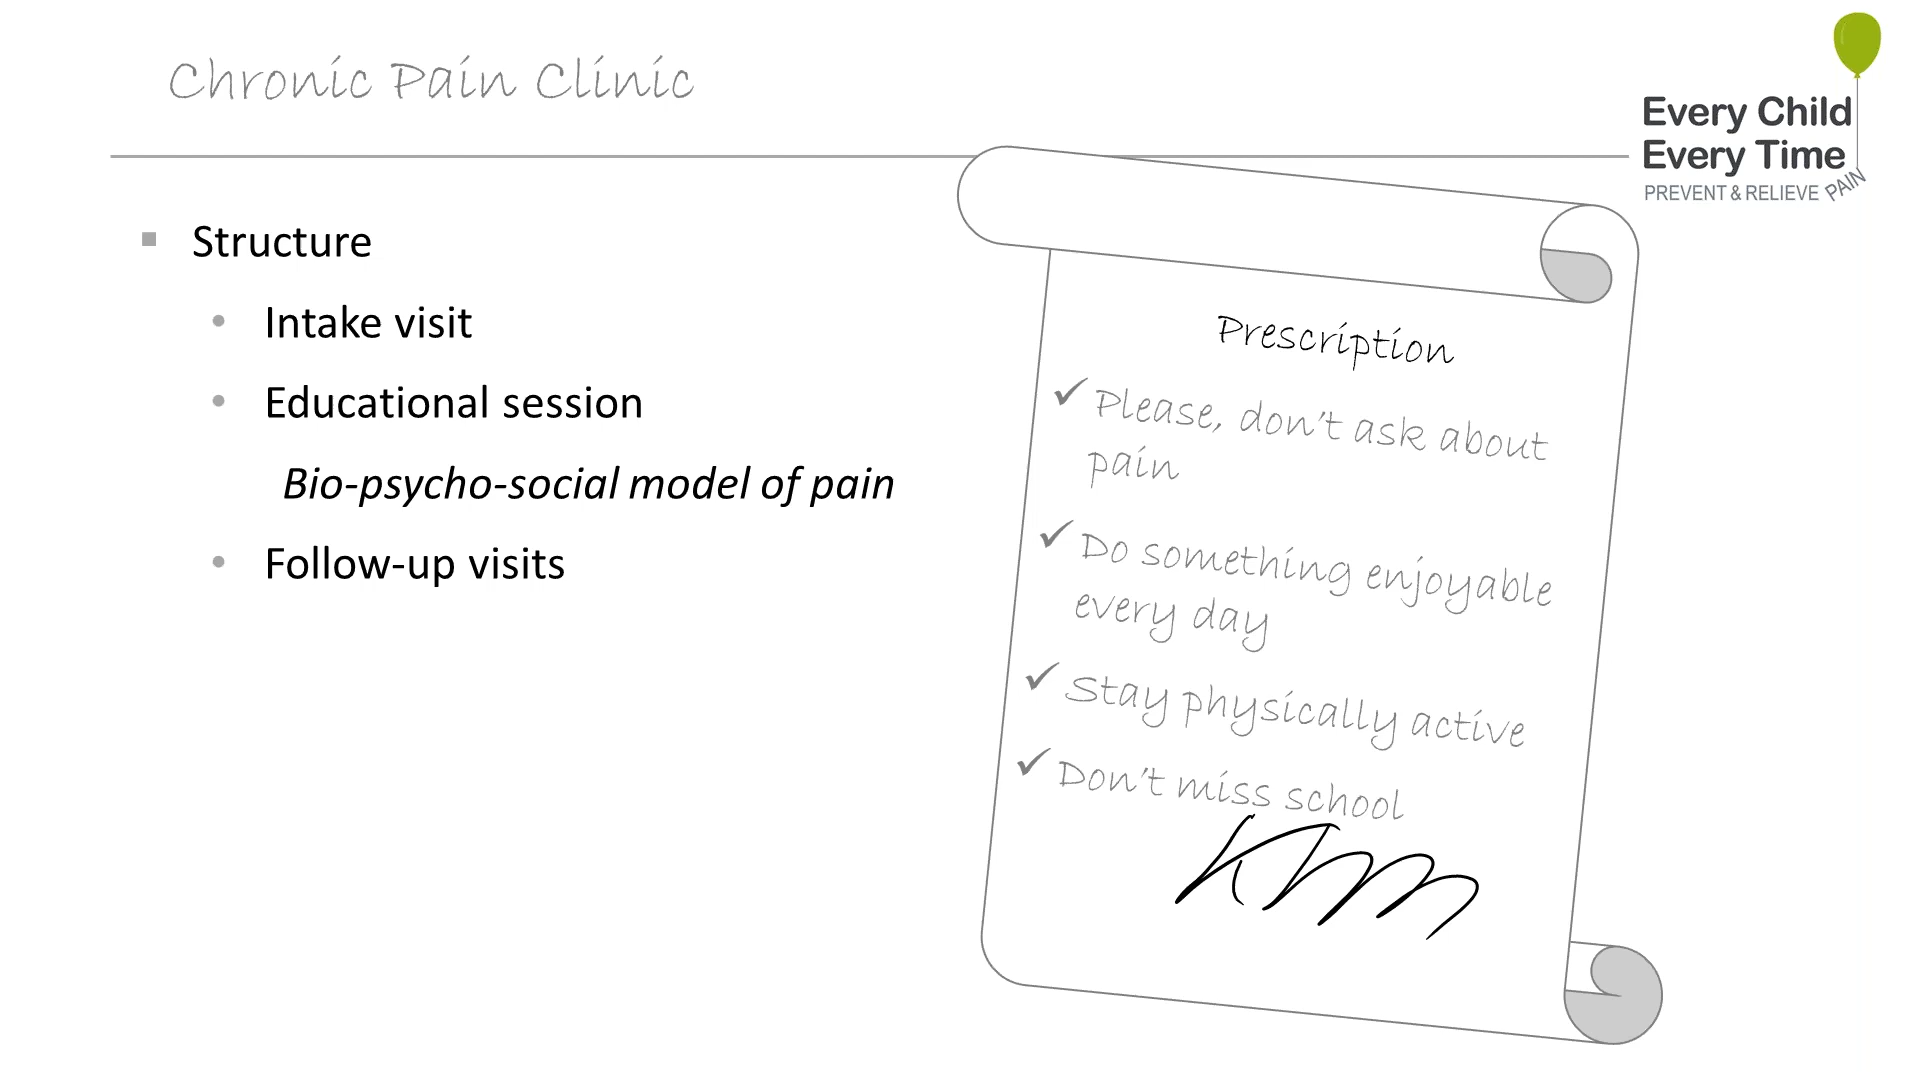 Chronic Pain Clinic
Every Child
Every Time
PREVENT & RELIEVE PAIN
Structure
Intake visit
Educational session
Bio-psycho-social model of pain
Follow-up visits
Prescription
Please, don't ask about
pain
Do something enjoyable
every day
Stay physically active
Don't miss school